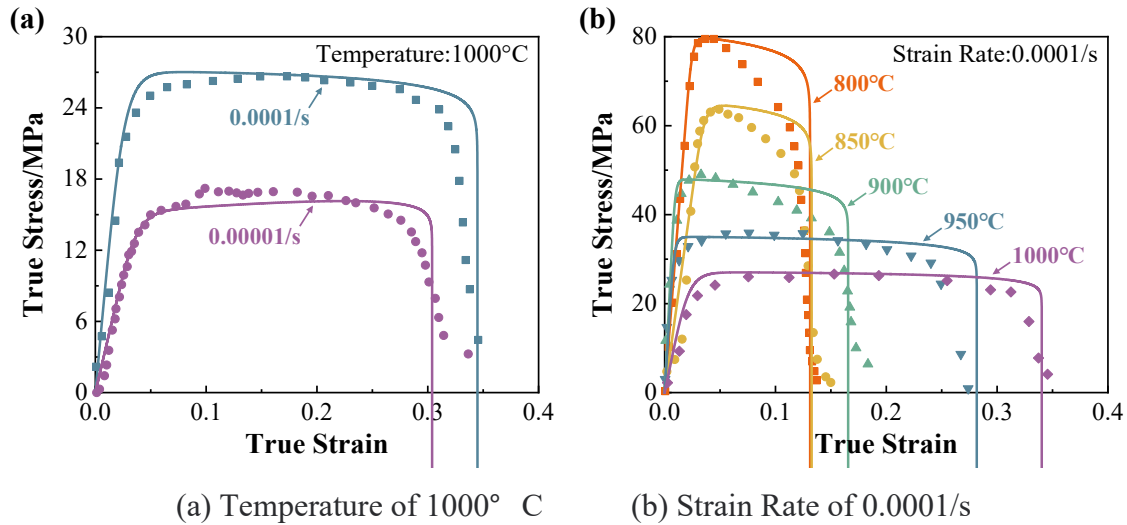 (a)
Temperature:1000°C
True Stress/MPa
30
24
18
12
6
0
0.0001/s
0.00001/s
0.0 0.1 0.2 0.3 0.4
True Strain
(b)
Strain Rate:0.0001/s
True Stress/MPa
80
60
40
20
0
800°C
850°C
900°C
950°C
1000°C
0.0 0.1 0.2 0.3 0.4
True Strain
(a) Temperature of 1000° C
(b) Strain Rate of 0.0001/s